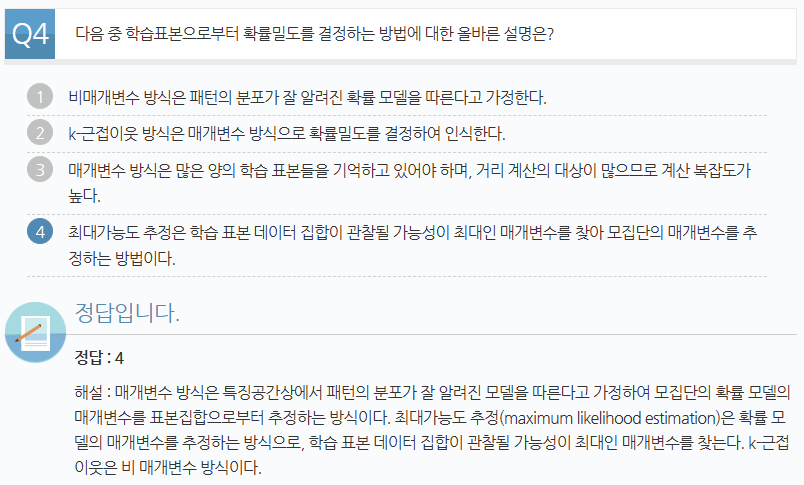 Q4 다음 중 학습표본으로부터 확률밀도를 결정하는 방법에 대한 올바른 설명은?
1 비매개변수 방식은 패턴의 분포가 잘 알려진 확률 모델을 따른다고 가정한다.
2 k-근접이웃 방식은 매개변수 방식으로 확률밀도를 결정하여 인식한다.
3 매개변수 방식은 많은 양의 학습 표본들을 기억하고 있어야 하며, 거리 계산의 대상이 많으므로 계산 복잡도가
높다.
4 최대가능도 추정은 학습 표본 데이터 집합이 관찰될 가능성이 최대인 매개변수를 찾아 모집단의 매개변수를 추
정하는 방법이다.
정답입니다.
정답 : 4
해설 : 매개변수 방식은 특징공간상에서 패턴의 분포가 잘 알려진 모델을 따른다고 가정하여 모집단의 확률 모델의
매개변수를 표본집합으로부터 추정하는 방식이다. 최대가능도 추정(maximum likelihood estimation)은 확률 모
델의 매개변수를 추정하는 방식으로, 학습 표본 데이터 집합이 관찰될 가능성이 최대인 매개변수를 찾는다. k-근접
이웃은 비 매개변수 방식이다.